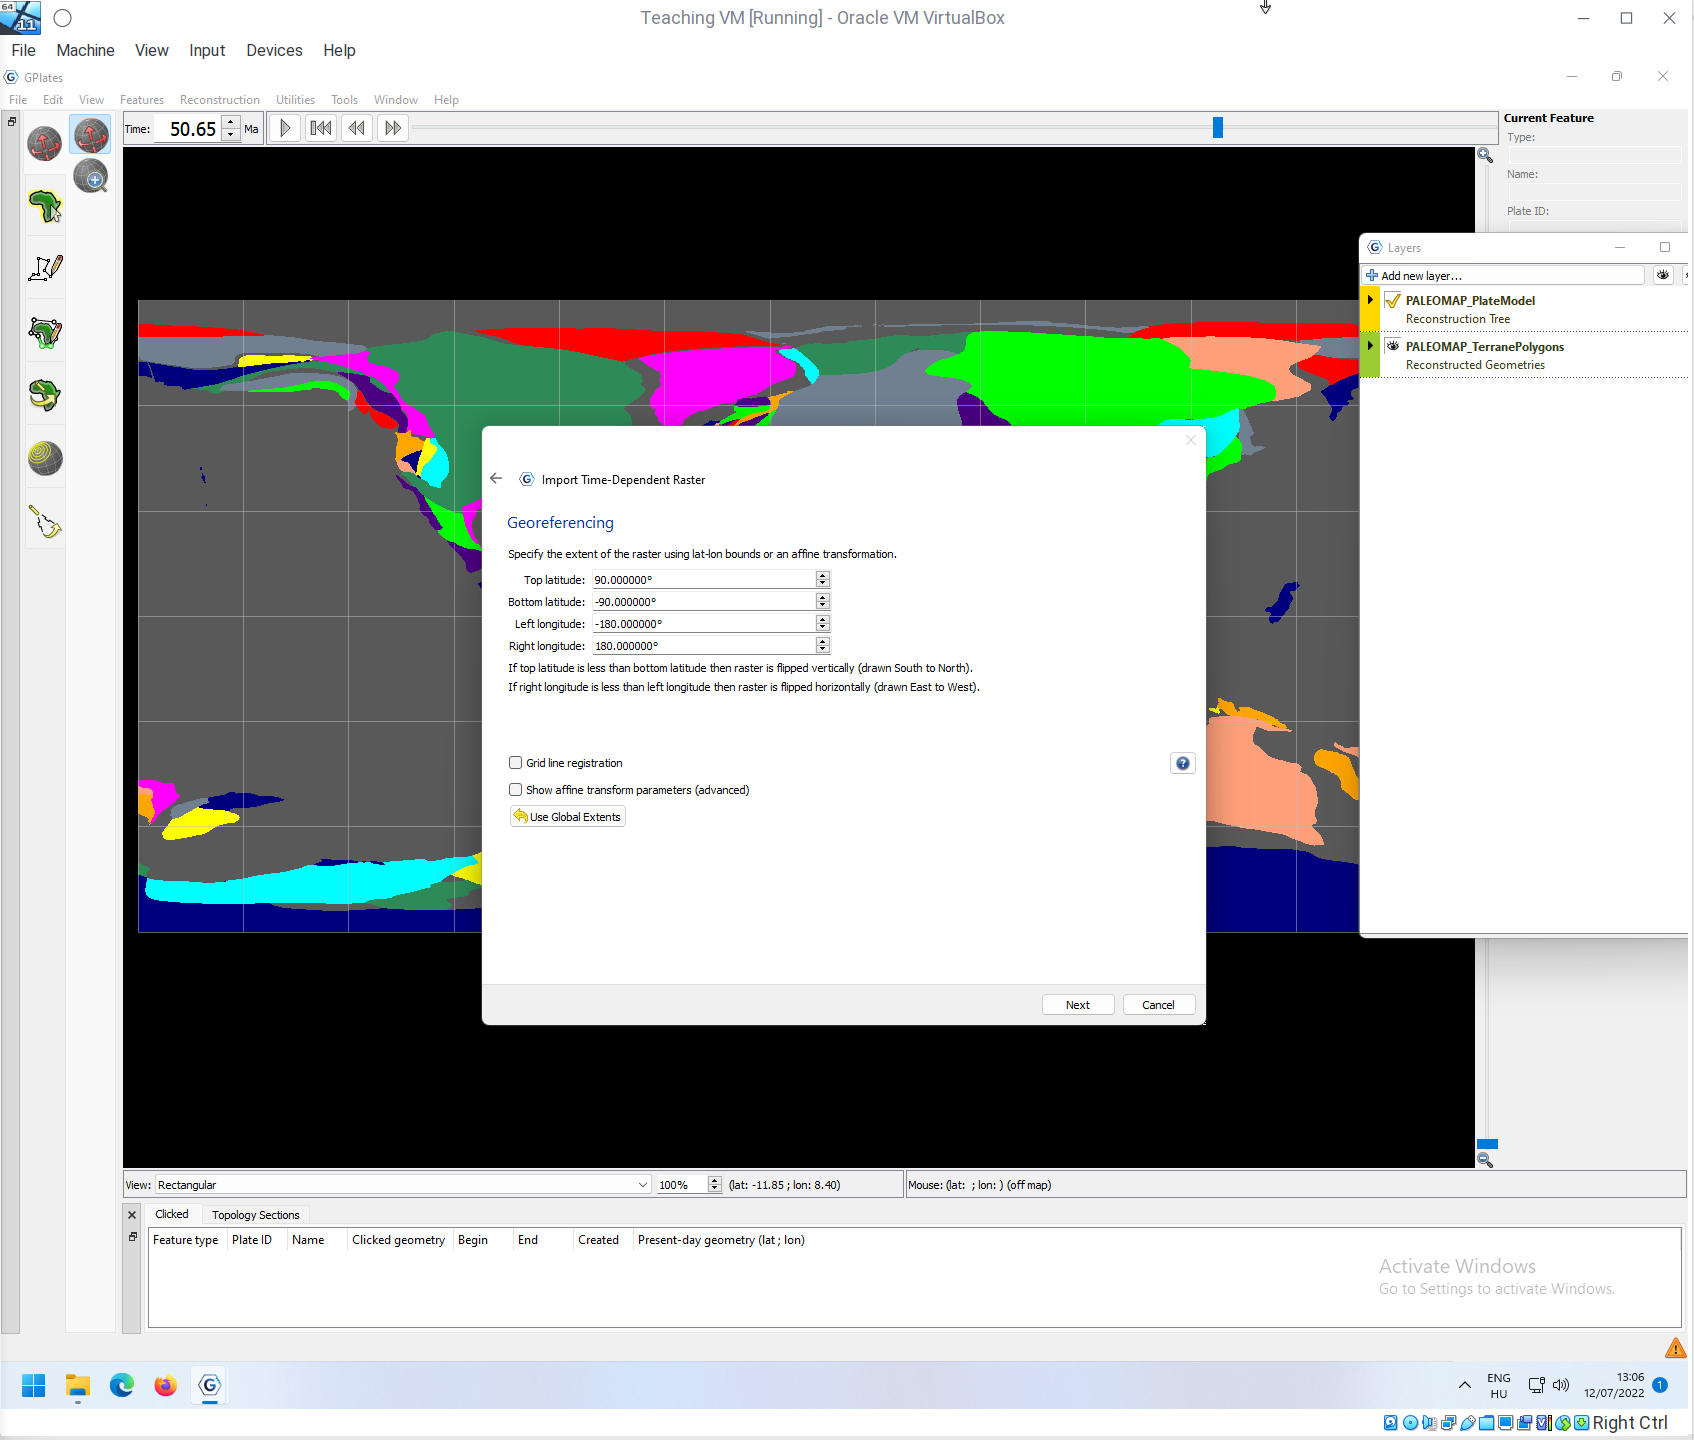 64
11
Teaching VM [Running] - Oracle VM VirtualBox
File Machine View Input Devices Help
GPlates
File Edit View Features Reconstruction Utilities Tools Window Help
Time: 50.65 Ma
Current Feature
Type:
Name:
Plate ID:
Layers
Add new layer...
PALEOMAP_PlateModel
Reconstruction Tree
PALEOMAP_TerranePolygons
Reconstructed Geometries
Import Time-Dependent Raster
Georeferencing
Specify the extent of the raster using lat-lon bounds or an affine transformation.
Top latitude: 90.000000°
Bottom latitude: -90.000000°
Left longitude: -180.000000°
Right longitude: 180.000000°
If top latitude is less than bottom latitude then raster is flipped vertically (drawn South to North).
If right longitude is less than left longitude then raster is flipped horizontally (drawn East to West).
Grid line registration
Show affine transform parameters (advanced)
Use Global Extents
Next Cancel
View: Rectangular 100% (lat: -11.85 ; lon: 8.40) Mouse: (lat: ; lon: ) (off map)
Clicked Topology Sections
Feature type Plate ID Name Clicked geometry Begin End Created Present-day geometry (lat ; lon)
Activate Windows
Go to Settings to activate Windows.
ENG
HU
13:06
12/07/2022
1
Right Ctrl